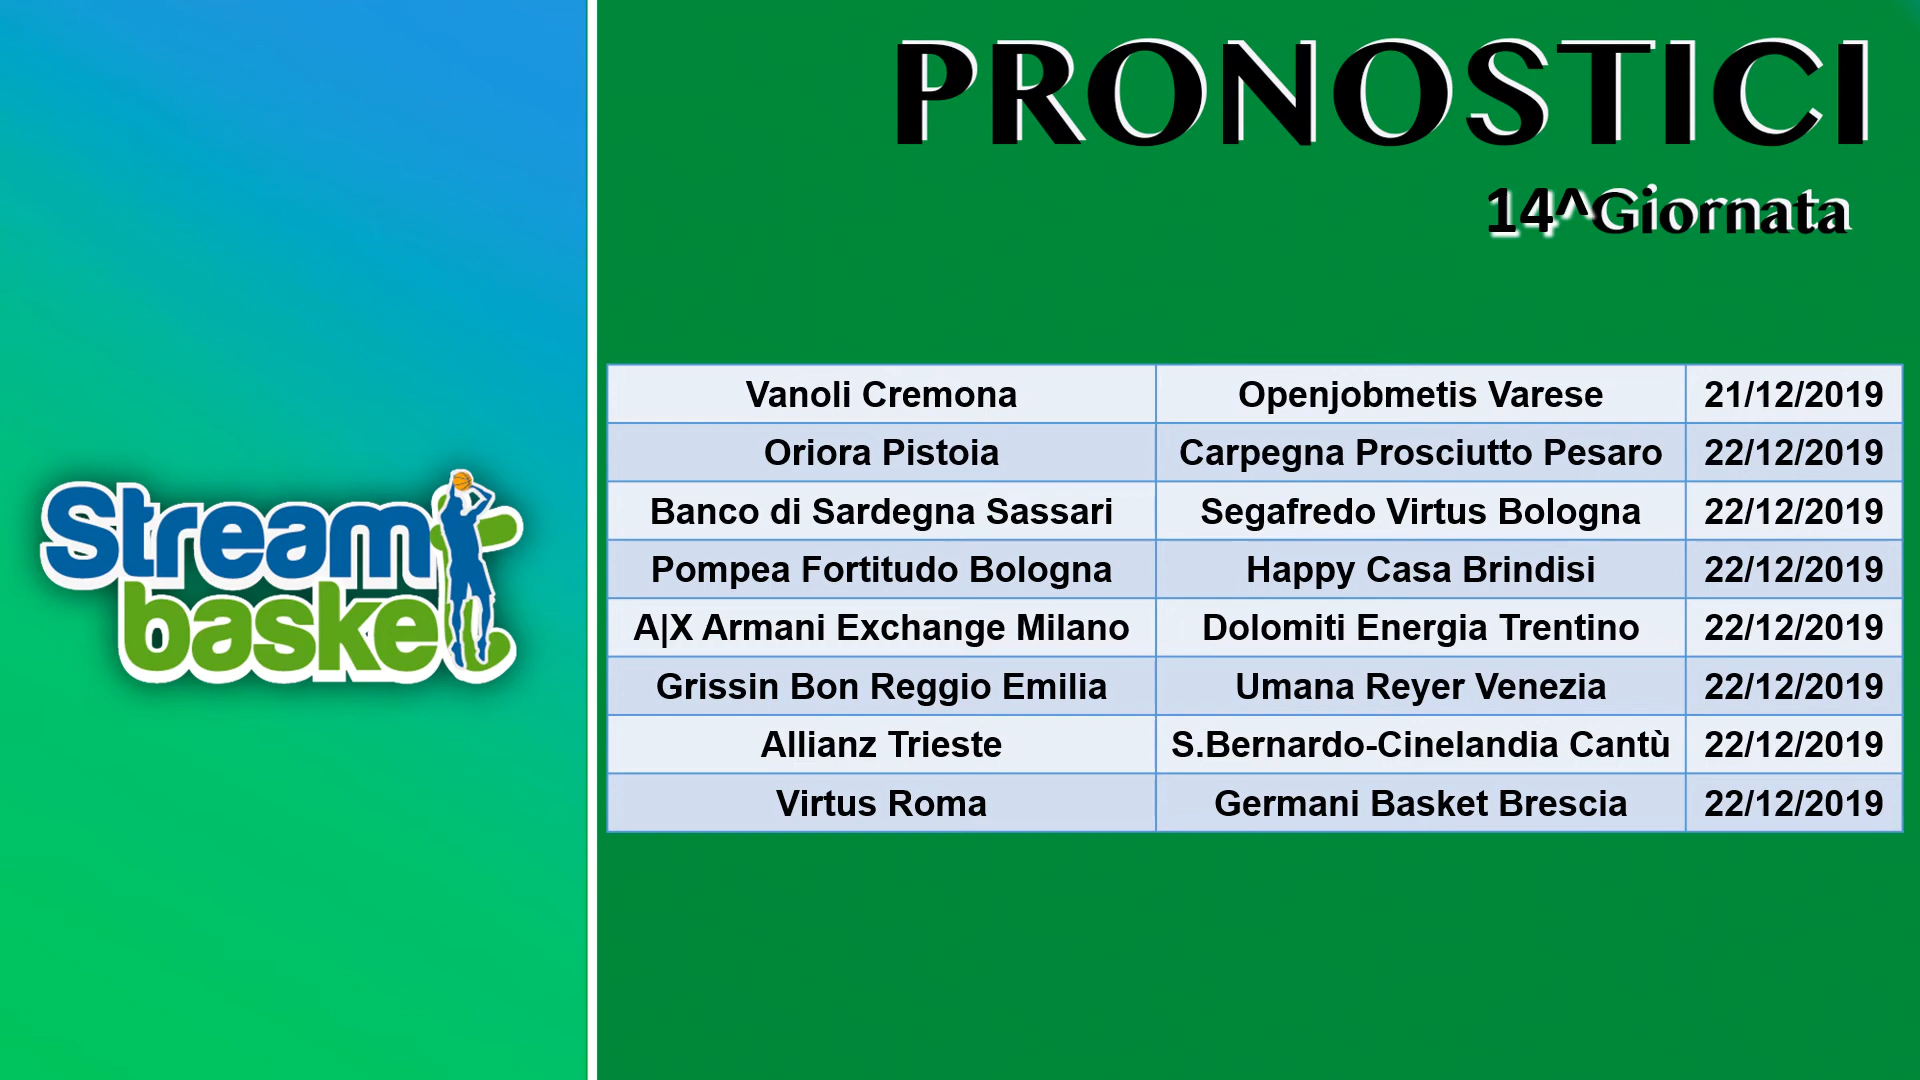 PRONOSTICI
14^Giornata
Stream
basket
Vanoli Cremona Openjobmetis Varese 21/12/2019
Oriora Pistoia Carpegna Prosciutto Pesaro 22/12/2019
Banco di Sardegna Sassari Segafredo Virtus Bologna 22/12/2019
Pompea Fortitudo Bologna Happy Casa Brindisi 22/12/2019
A|X Armani Exchange Milano Dolomiti Energia Trentino 22/12/2019
Grissin Bon Reggio Emilia Umana Reyer Venezia 22/12/2019
Allianz Trieste S.Bernardo-Cinelandia Cantù 22/12/2019
Virtus Roma Germani Basket Brescia 22/12/2019